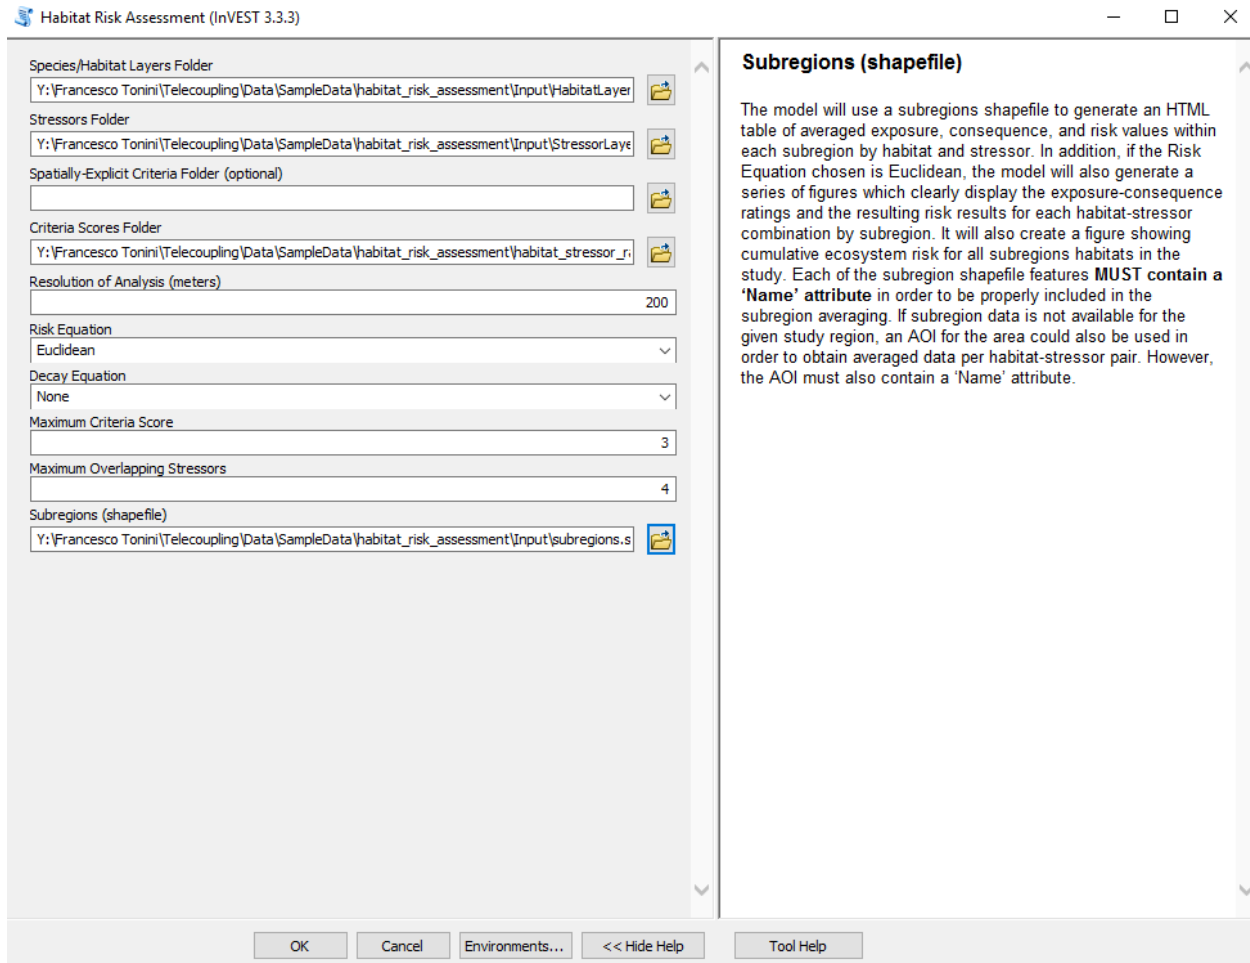 Habitat Risk Assessment (InVEST 3.3.3)
Species/Habitat Layers Folder
Y:\Francesco Tonini\Telecoupling\Data\SampleData\habitat_risk_assessment\Input\HabitatLayer
Stressors Folder
Y:\Francesco Tonini\Telecoupling\Data\SampleData\habitat_risk_assessment\Input\StressorLaye
Spatially-Explicit Criteria Folder (optional)
Criteria Scores Folder
Y:\Francesco Tonini\Telecoupling\Data\SampleData\habitat_risk_assessment\habitat_stressor_ra
Resolution of Analysis (meters)
200
Risk Equation
Euclidean
Decay Equation
None
Maximum Criteria Score
3
Maximum Overlapping Stressors
4
Subregions (shapefile)
Y:\Francesco Tonini\Telecoupling\Data\SampleData\habitat_risk_assessment\Input\subregions.s
Subregions (shapefile)
The model will use a subregions shapefile to generate an HTML
table of averaged exposure, consequence, and risk values within
each subregion by habitat and stressor. In addition, if the Risk
Equation chosen is Euclidean, the model will also generate a
series of figures which clearly display the exposure-consequence
ratings and the resulting risk results for each habitat-stressor
combination by subregion. It will also create a figure showing
cumulative ecosystem risk for all subregions habitats in the
study. Each of the subregion shapefile features MUST contain a
‘Name’ attribute in order to be properly included in the
subregion averaging. If subregion data is not available for the
given study region, an AOI for the area could also be used in
order to obtain averaged data per habitat-stressor pair. However,
the AOI must also contain a ‘Name’ attribute.
OK
Cancel
Environments...
<< Hide Help
Tool Help